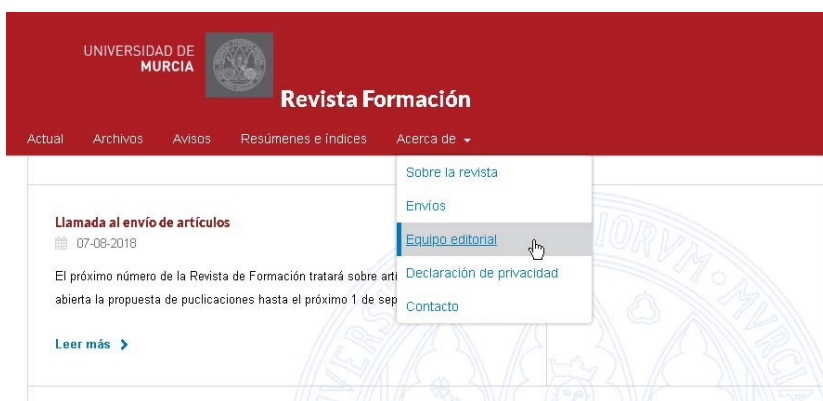 UNIVERSIDAD DE
MURCIA
Revista Formación
Actual Archivos Avisos Resúmenes e índices Acerca de
Sobre la revista
Envíos
Equipo editorial
Declaración de privacidad
Contacto
Llamada al envío de artículos
07-08-2018
El próximo número de la Revista de Formación tratará sobre arti
abierta la propuesta de puclicaciones hasta el próximo 1 de sep
Leer más